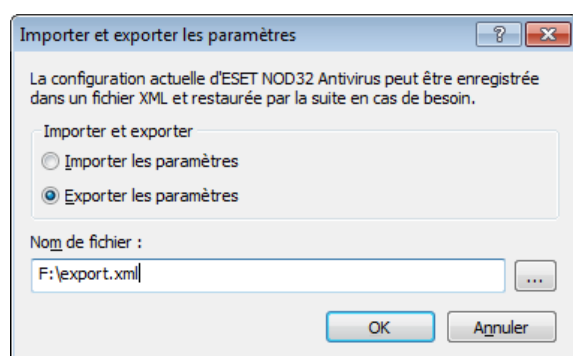 Importer et exporter les paramètres
La configuration actuelle d'ESET NOD32 Antivirus peut être enregistrée
dans un fichier XML et restaurée par la suite en cas de besoin.
Importer et exporter
Importer les paramètres
Exporter les paramètres
Nom de fichier :
F:\export.xml
...
OK Annuler